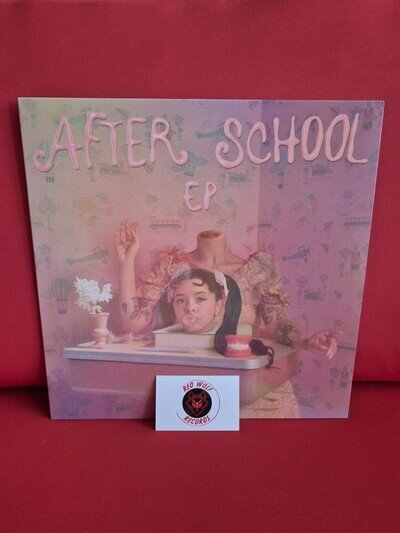 AFTER SCHOOL
EP
RED WOLF
RECORDS